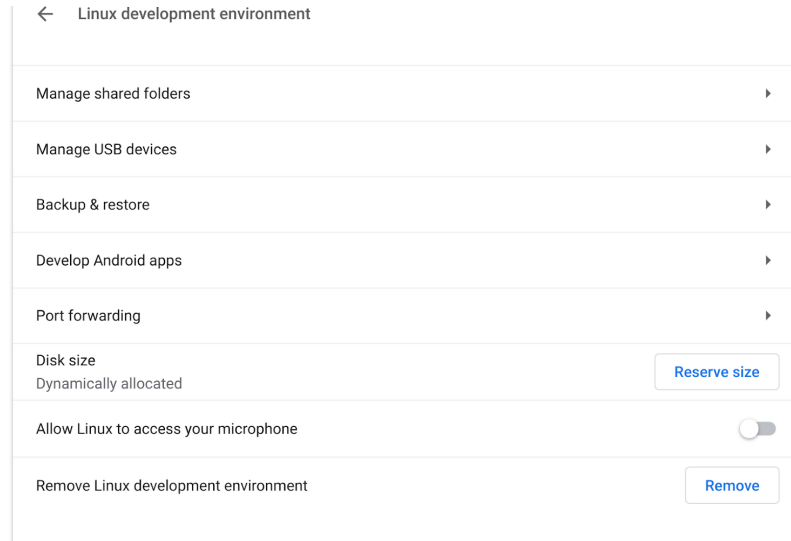 Linux development environment
Manage shared folders
Manage USB devices
Backup & restore
Develop Android apps
Port forwarding
Disk size
Dynamically allocated
Reserve size
Allow Linux to access your microphone
Remove Linux development environment
Remove